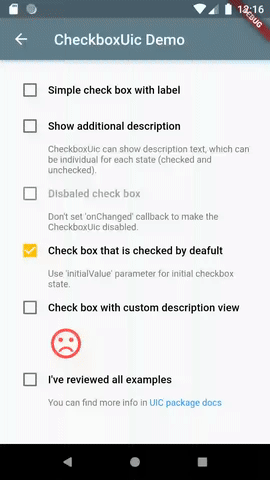 12:16
DEBUG
CheckboxUic Demo
Simple check box with label
Show additional description
CheckboxUic can show description text, which can
be individual for each state (checked and
unchecked).
Disbaled check box
Don't set 'onChanged' callback to make the
CheckboxUic disabled.
Check box that is checked by deafult
Use 'initialValue' parameter for initial checkbox
state.
Check box with custom description view
I've reviewed all examples
You can find more info in UIC package docs